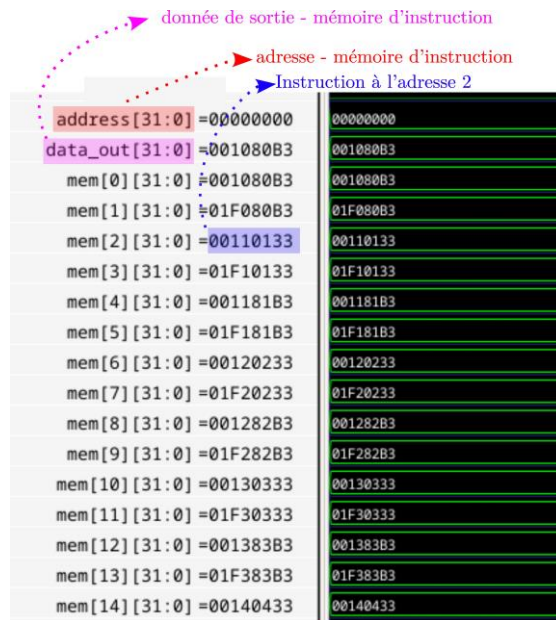 donnée de sortie - mémoire d'instruction
adresse - mémoire d'instruction
Instruction à l'adresse 2
address[31:0] =00000000 00000000
data_out[31:0] =001080B3 001080B3
mem[0][31:0] =001080B3 001080B3
mem[1][31:0] =01F080B3 01F080B3
mem[2][31:0] =00110133 00110133
mem[3][31:0] =01F10133 01F10133
mem[4][31:0] =001181B3 001181B3
mem[5][31:0] =01F181B3 01F181B3
mem[6][31:0] =00120233 00120233
mem[7][31:0] =01F20233 01F20233
mem[8][31:0] =001282B3 001282B3
mem[9][31:0] =01F282B3 01F282B3
mem[10][31:0] =00130333 00130333
mem[11][31:0] =01F30333 01F30333
mem[12][31:0] =001383B3 001383B3
mem[13][31:0] =01F383B3 01F383B3
mem[14][31:0] =00140433 00140433